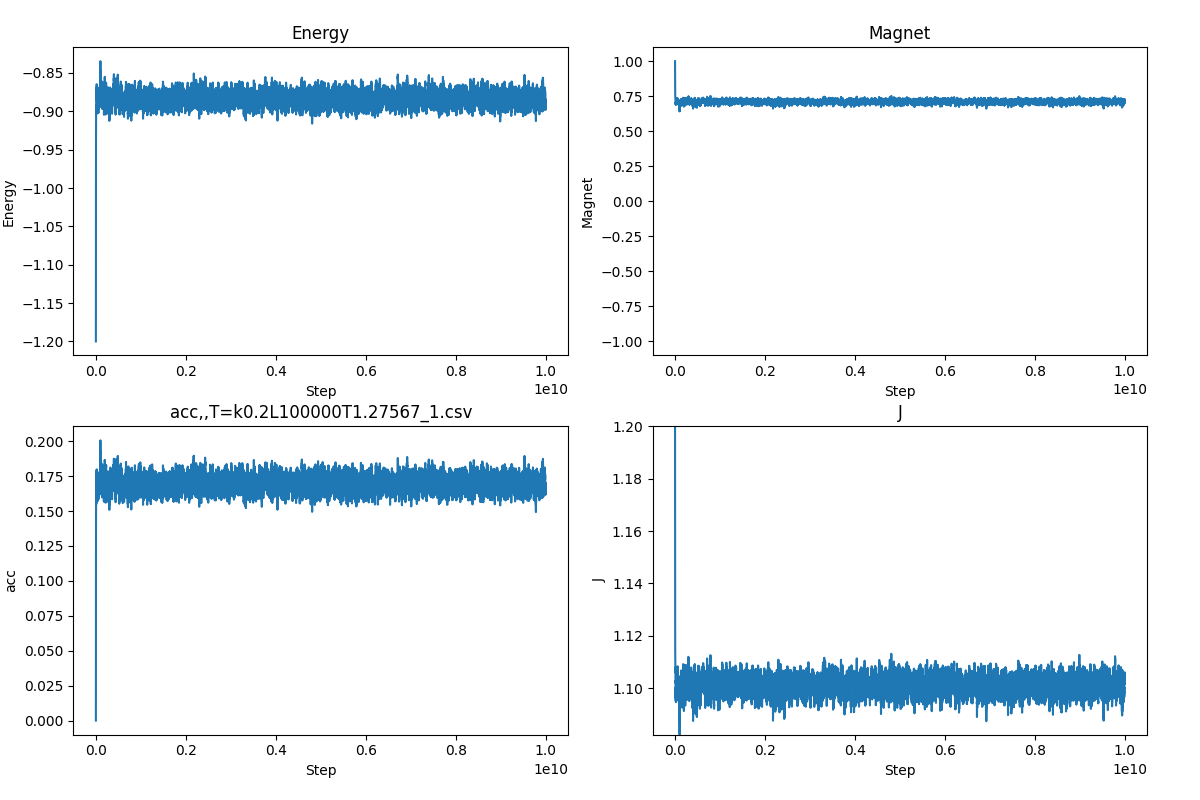 Energy
Energy
−0.85
−0.90
−0.95
−1.00
−1.05
−1.10
−1.15
−1.20
0.0 0.2 0.4 0.6 0.8 1.0
1e10
Step
Magnet
Magnet
1.00
0.75
0.50
0.25
0.00
−0.25
−0.50
−0.75
−1.00
0.0 0.2 0.4 0.6 0.8 1.0
1e10
Step
acc,,T=k0.2L100000T1.27567_1.csv
acc
0.200
0.175
0.150
0.125
0.100
0.075
0.050
0.025
0.000
0.0 0.2 0.4 0.6 0.8 1.0
1e10
Step
J
J
1.20
1.18
1.16
1.14
1.12
1.10
0.0 0.2 0.4 0.6 0.8 1.0
1e10
Step